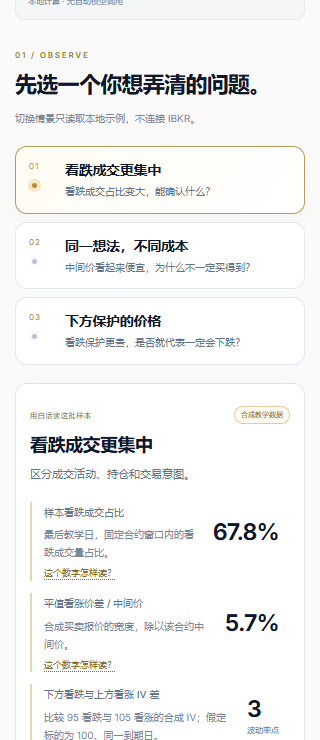 本地计算 · 无自动模型调用
01 / OBSERVE
先选一个你想弄清的问题。
切换情景只读取本地示例，不连接 IBKR。
01
看跌成交更集中
看跌成交占比变大，能确认什么？
02
同一想法，不同成本
中间价看起来便宜，为什么不一定买得到？
03
下方保护的价格
看跌保护更贵，是否就代表一定会下跌？
用白话读这批样本
合成教学数据
看跌成交更集中
区分成交活动、持仓和交易意图。
样本看跌成交占比
最后教学日，固定合约窗口内的看
跌成交量占比。
这个数字怎样读？
67.8%
平值看涨价差 / 中间价
合成买卖报价的宽度，除以该合约中
间价。
这个数字怎样读？
5.7%
下方看跌与上方看涨 IV 差
比较 95 看跌与 105 看涨的合成 IV；假定
标的为 100、同一到期日。
3
波动率点